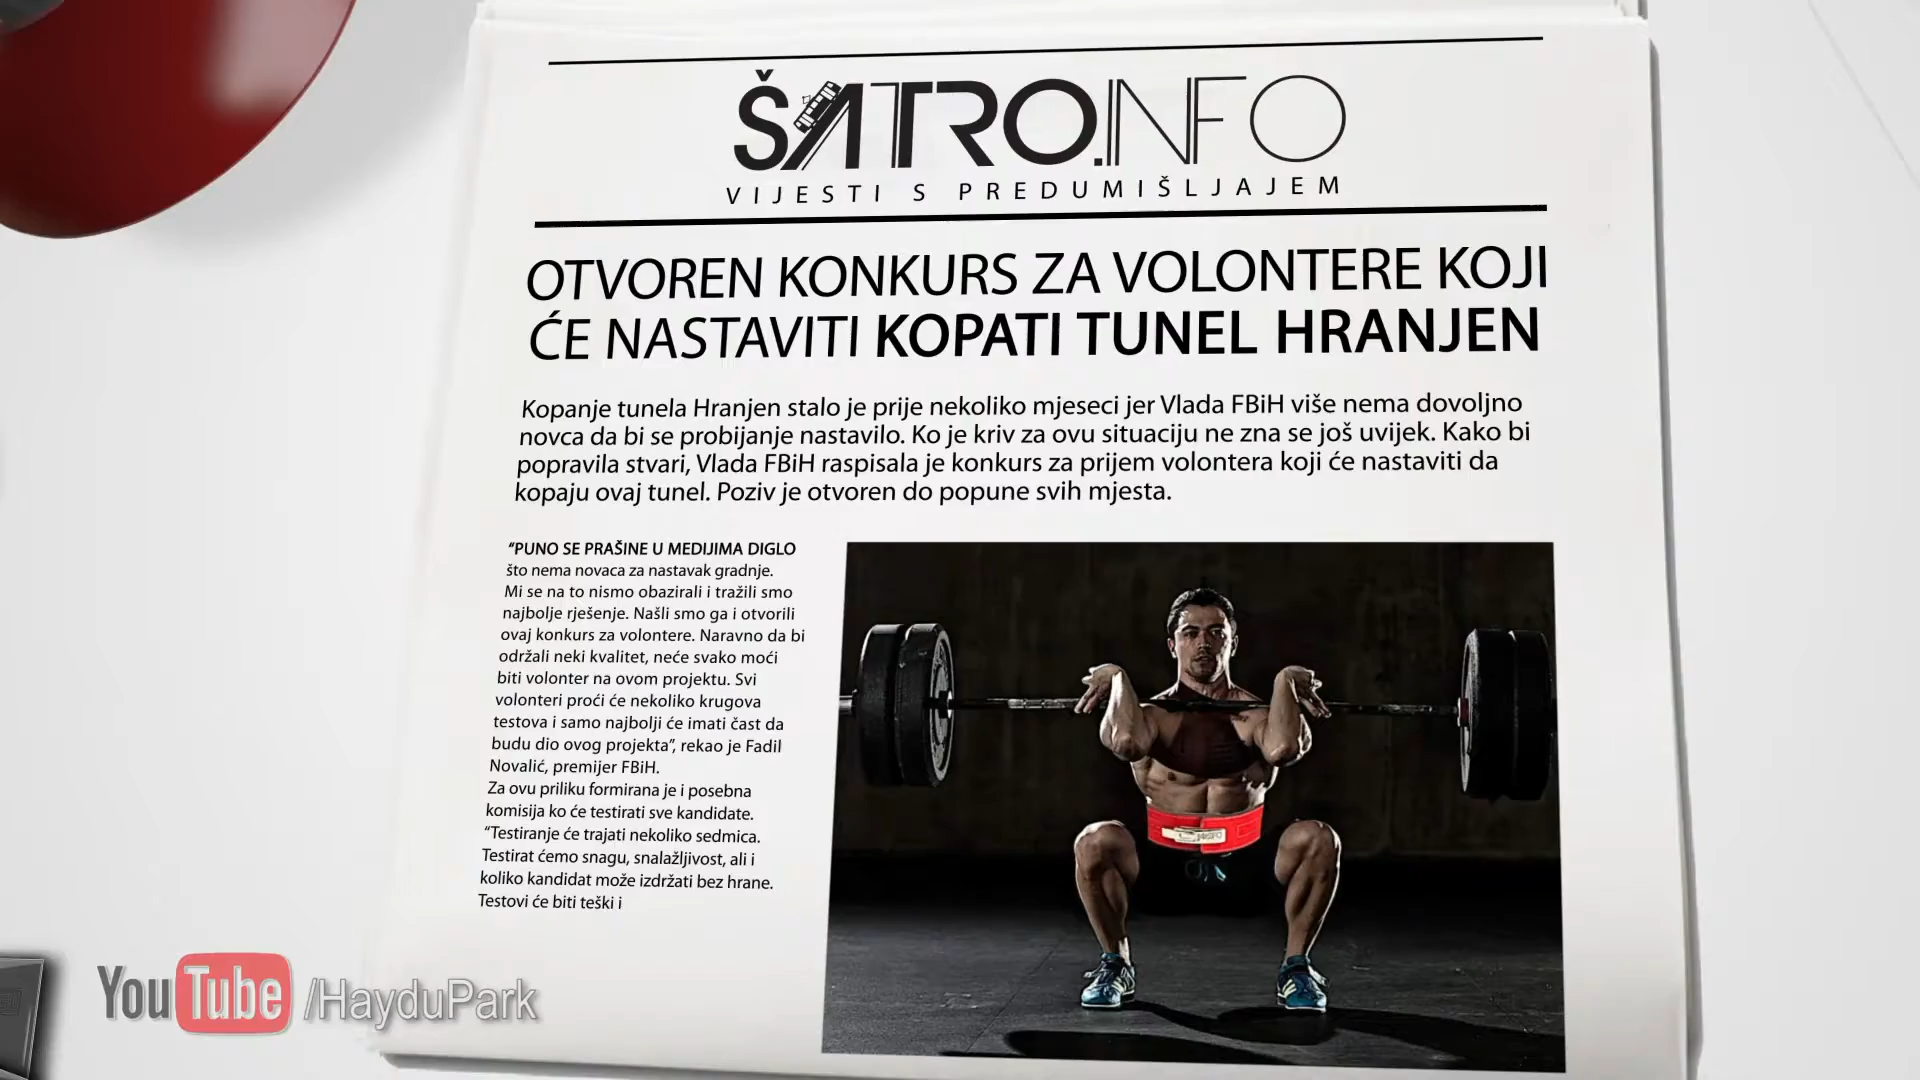 ŠATRO.INFO
VIJESTI S PREDUMIŠLJAJEM
OTVOREN KONKURS ZA VOLONTERE KOJI
ĆE NASTAVITI KOPATI TUNEL HRANJEN
Kopanje tunela Hranjen stalo je prije nekoliko mjeseci jer Vlada FBiH više nema dovoljno
novca da bi se probijanje nastavilo. Ko je kriv za ovu situaciju ne zna se još uvijek. Kako bi
popravila stvari, Vlada FBiH raspisala je konkurs za prijem volontera koji će nastaviti da
kopaju ovaj tunel. Poziv je otvoren do popune svih mjesta.
“PUNO SE PRAŠINE U MEDIJIMA DIGLO
što nema novaca za nastavak gradnje.
Mi se na to nismo obazirali i tražili smo
najbolje rješenje. Našli smo ga i otvorili
ovaj konkurs za volontere. Naravno da bi
održali neki kvalitet, neće svako moći
biti volonter na ovom projektu. Svi
volonteri proći će nekoliko krugova
testova i samo najbolji će imati čast da
budu dio ovog projekta”, rekao je Fadil
Novalić, premijer FBiH.
Za ovu priliku formirana je i posebna
komisija ko će testirati sve kandidate.
“Testiranje će trajati nekoliko sedmica.
Testirat ćemo snagu, snalažljivost, ali i
koliko kandidat može izdržati bez hrane.
Testovi će biti teški i
YouTube /HayduPark